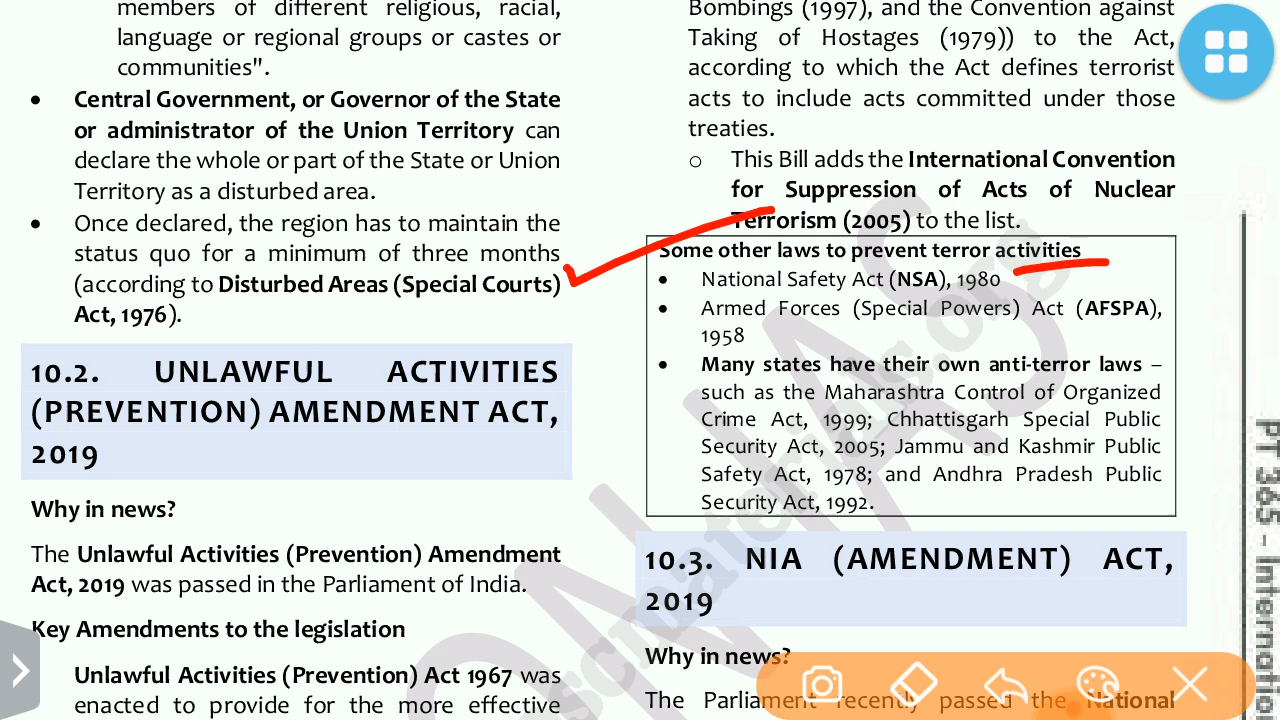 members of different religious, racial,
language or regional groups or castes or
communities".
• Central Government, or Governor of the State
or administrator of the Union Territory can
declare the whole or part of the State or Union
Territory as a disturbed area.
• Once declared, the region has to maintain the
status quo for a minimum of three months
(according to Disturbed Areas (Special Courts)
Act, 1976).
10.2. UNLAWFUL ACTIVITIES
(PREVENTION) AMENDMENT ACT,
2019
Why in news?
The Unlawful Activities (Prevention) Amendment
Act, 2019 was passed in the Parliament of India.
Key Amendments to the legislation
Unlawful Activities (Prevention) Act 1967 was
enacted to provide for the more effective
Bombings (1997), and the Convention against
Taking of Hostages (1979)) to the Act,
according to which the Act defines terrorist
acts to include acts committed under those
treaties.
o This Bill adds the International Convention
for Suppression of Acts of Nuclear
Terrorism (2005) to the list.
Some other laws to prevent terror activities
• National Safety Act (NSA), 1980
• Armed Forces (Special Powers) Act (AFSPA),
1958
• Many states have their own anti-terror laws –
such as the Maharashtra Control of Organized
Crime Act, 1999; Chhattisgarh Special Public
Security Act, 2005; Jammu and Kashmir Public
Safety Act, 1978; and Andhra Pradesh Public
Security Act, 1992.
10.3. NIA (AMENDMENT) ACT,
2019
Why in news?
The Parliament recently passed the National
PT 365 -